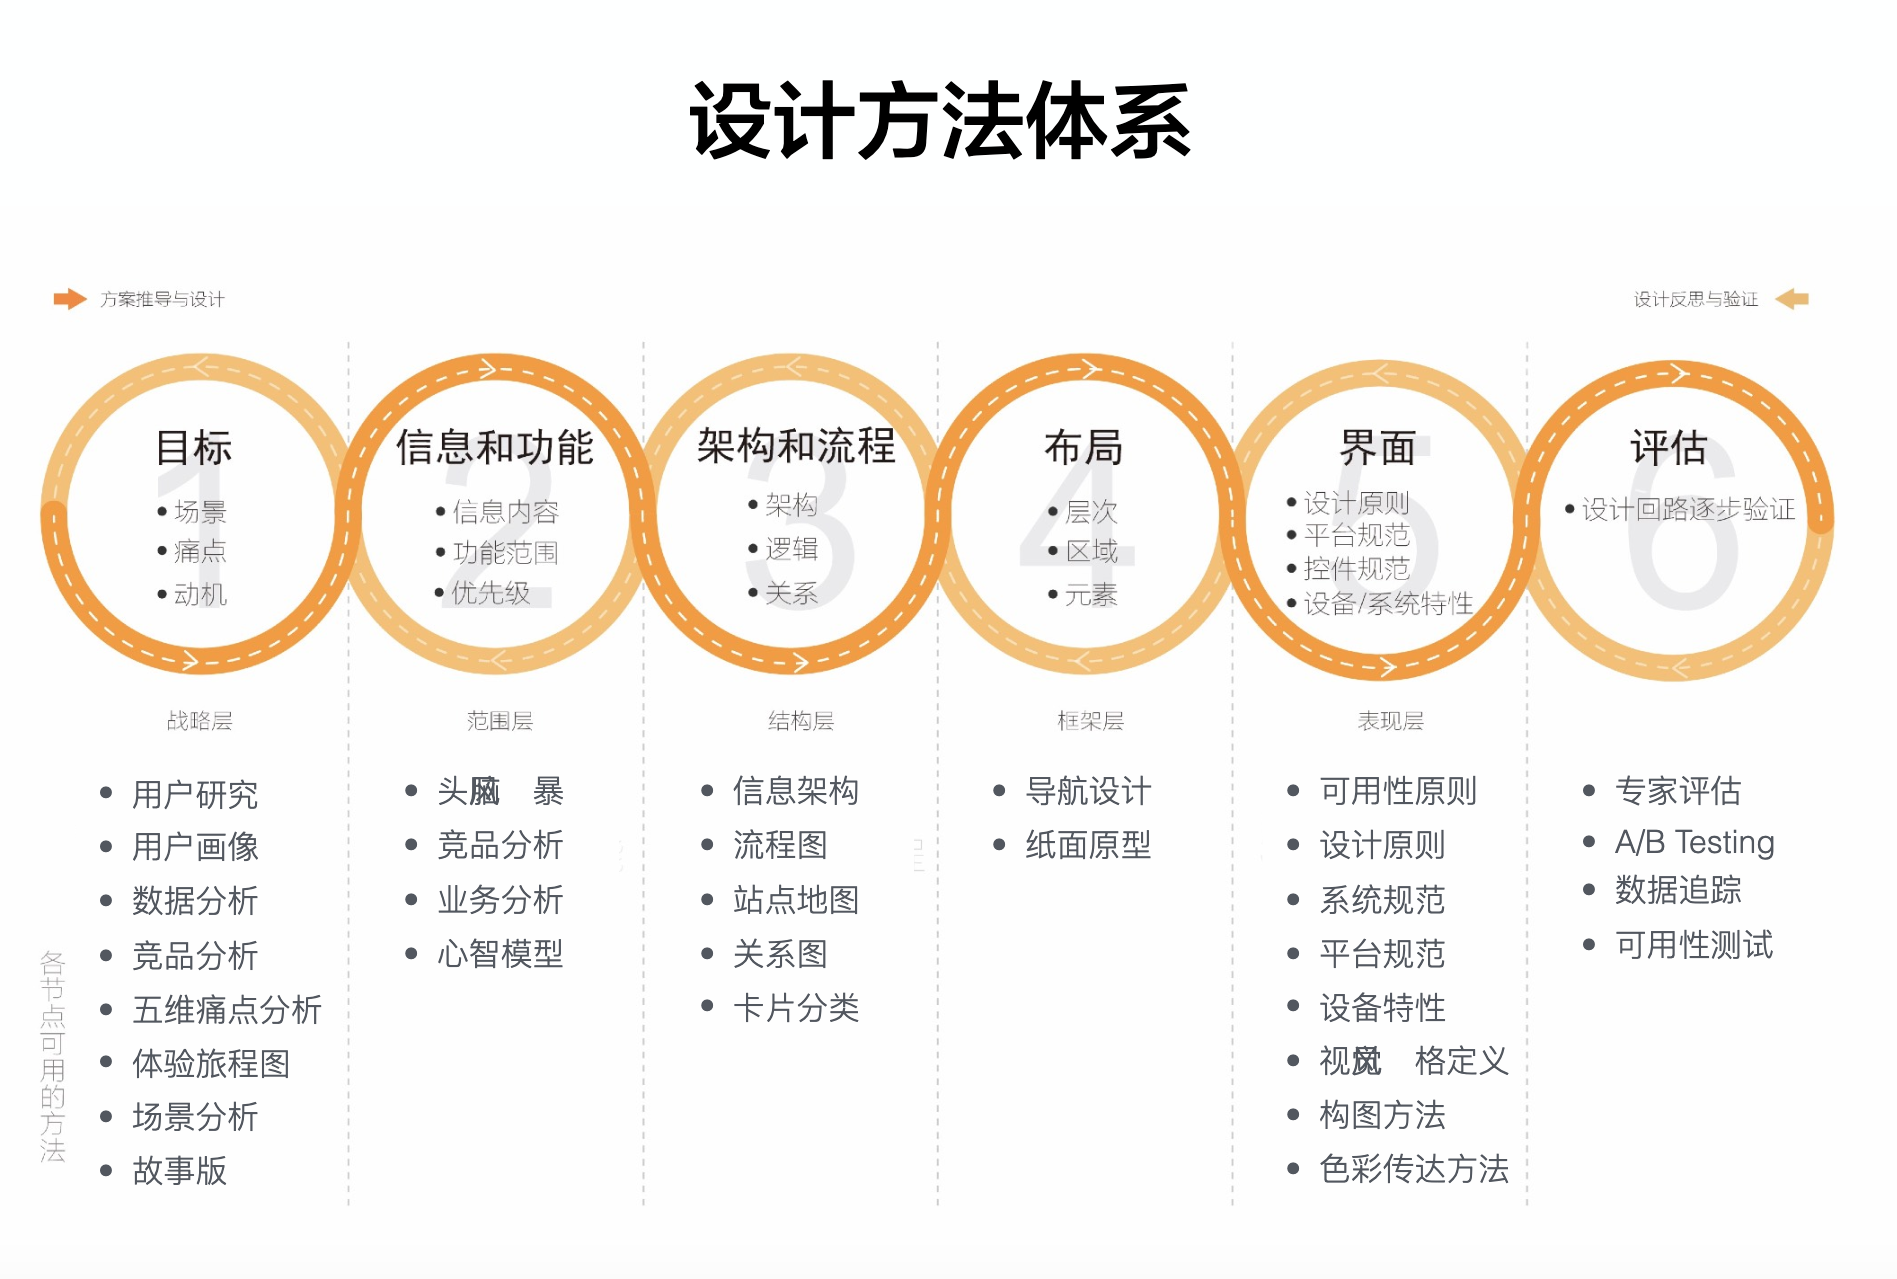 设计方法体系
方案推导与设计
设计反思与验证
1
目标
场景
痛点
动机
战略层
用户研究
用户画像
数据分析
竞品分析
五维痛点分析
体验旅程图
场景分析
故事版
2
信息和功能
信息内容
功能范围
优先级
范围层
头脑风暴
竞品分析
业务分析
心智模型
3
架构和流程
架构
逻辑
关系
结构层
信息架构
流程图
站点地图
关系图
卡片分类
4
布局
层次
区域
元素
框架层
导航设计
纸面原型
5
界面
设计原则
平台规范
控件规范
设备/系统特性
表现层
可用性原则
设计原则
系统规范
平台规范
设备特性
视觉风格定义
构图方法
色彩传达方法
6
评估
设计回路逐步验证
专家评估
A/B Testing
数据追踪
可用性测试
各节点可用的方法